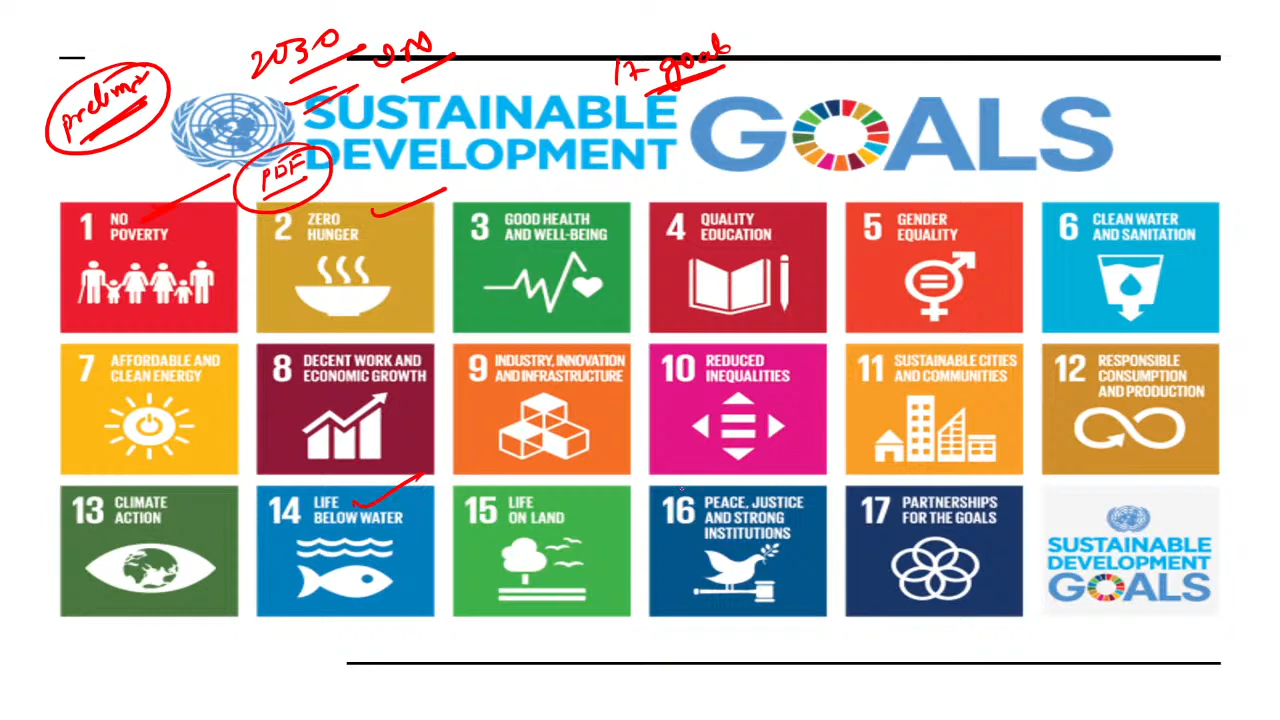 2030 UN
17 goals
prelims
SUSTAINABLE
DEVELOPMENT
GOALS
PDF
1 NO
POVERTY
2 ZERO
HUNGER
3 GOOD HEALTH
AND WELL-BEING
4 QUALITY
EDUCATION
5 GENDER
EQUALITY
6 CLEAN WATER
AND SANITATION
7 AFFORDABLE AND
CLEAN ENERGY
8 DECENT WORK AND
ECONOMIC GROWTH
9 INDUSTRY, INNOVATION
AND INFRASTRUCTURE
10 REDUCED
INEQUALITIES
11 SUSTAINABLE CITIES
AND COMMUNITIES
12 RESPONSIBLE
CONSUMPTION
AND PRODUCTION
13 CLIMATE
ACTION
14 LIFE
BELOW WATER
15 LIFE
ON LAND
16 PEACE, JUSTICE
AND STRONG
INSTITUTIONS
17 PARTNERSHIPS
FOR THE GOALS
SUSTAINABLE
DEVELOPMENT
GOALS